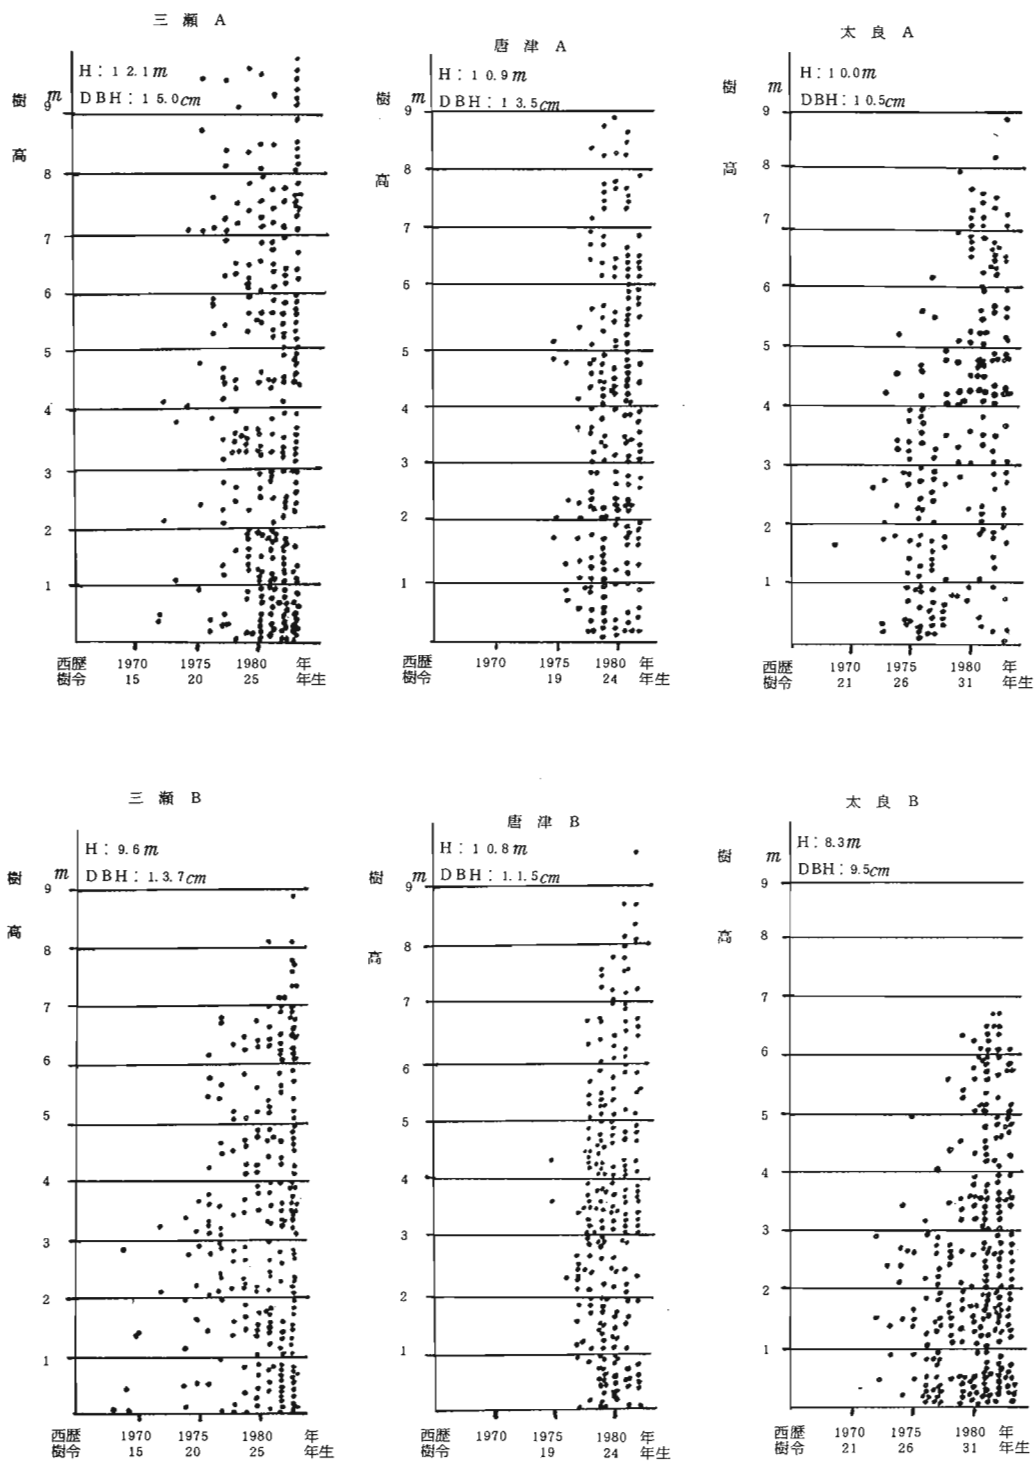 三瀬 A
H：12.1m
DBH：15.0cm
樹高
m
9
8
7
6
5
4
3
2
1
西歴 1970 1975 1980 年
樹令 15 20 25 年生
唐津 A
H：10.9m
DBH：13.5cm
樹高
m
9
8
7
6
5
4
3
2
1
西歴 1970 1975 1980 年
樹令 19 24 年生
太良 A
H：10.0m
DBH：10.5cm
樹高
m
9
8
7
6
5
4
3
2
1
西歴 1970 1975 1980 年
樹令 21 26 31 年生
三瀬 B
H：9.6m
DBH：13.7cm
樹高
m
9
8
7
6
5
4
3
2
1
西歴 1970 1975 1980 年
樹令 15 20 25 年生
唐津 B
H：10.8m
DBH：11.5cm
樹高
m
9
8
7
6
5
4
3
2
1
西歴 1970 1975 1980 年
樹令 19 24 年生
太良 B
H：8.3m
DBH：9.5cm
樹高
m
9
8
7
6
5
4
3
2
1
西歴 1970 1975 1980 年
樹令 21 26 31 年生